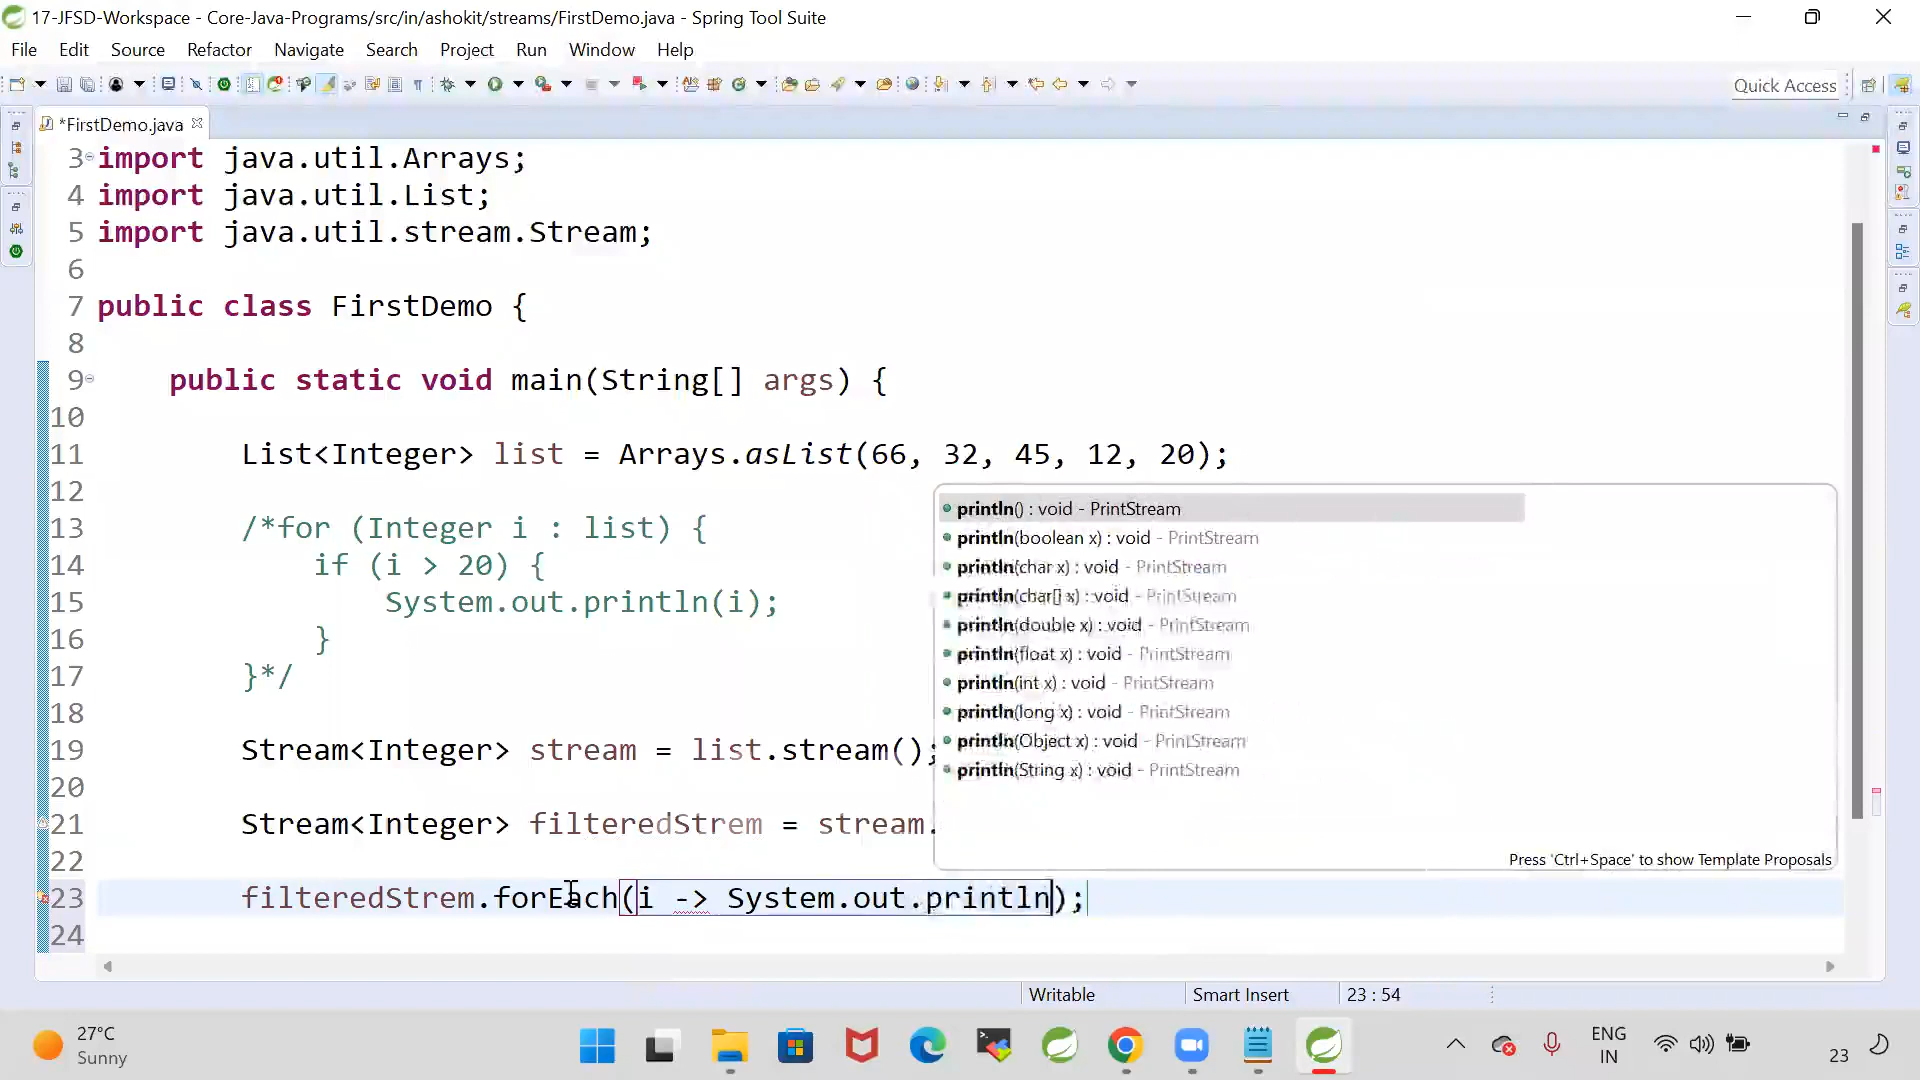 17-JFSD-Workspace - Core-Java-Programs/src/in/ashokit/streams/FirstDemo.java - Spring Tool Suite
File Edit Source Refactor Navigate Search Project Run Window Help
Quick Access
*FirstDemo.java
3 import java.util.Arrays;
4 import java.util.List;
5 import java.util.stream.Stream;
6
7 public class FirstDemo {
8
9 public static void main(String[] args) {
10
11 List<Integer> list = Arrays.asList(66, 32, 45, 12, 20);
12
13 /*for (Integer i : list) {
14 if (i > 20) {
15 System.out.println(i);
16 }
17 }*/
18
19 Stream<Integer> stream = list.stream();
20
21 Stream<Integer> filteredStrem = stream.
22
23 filteredStrem.forEach(i -> System.out.println);
24
println() : void - PrintStream
println(boolean x) : void - PrintStream
println(char x) : void - PrintStream
println(char[] x) : void - PrintStream
println(double x) : void - PrintStream
println(float x) : void - PrintStream
println(int x) : void - PrintStream
println(long x) : void - PrintStream
println(Object x) : void - PrintStream
println(String x) : void - PrintStream
Press 'Ctrl+Space' to show Template Proposals
Writable Smart Insert 23 : 54
27°C
Sunny
ENG
IN
23